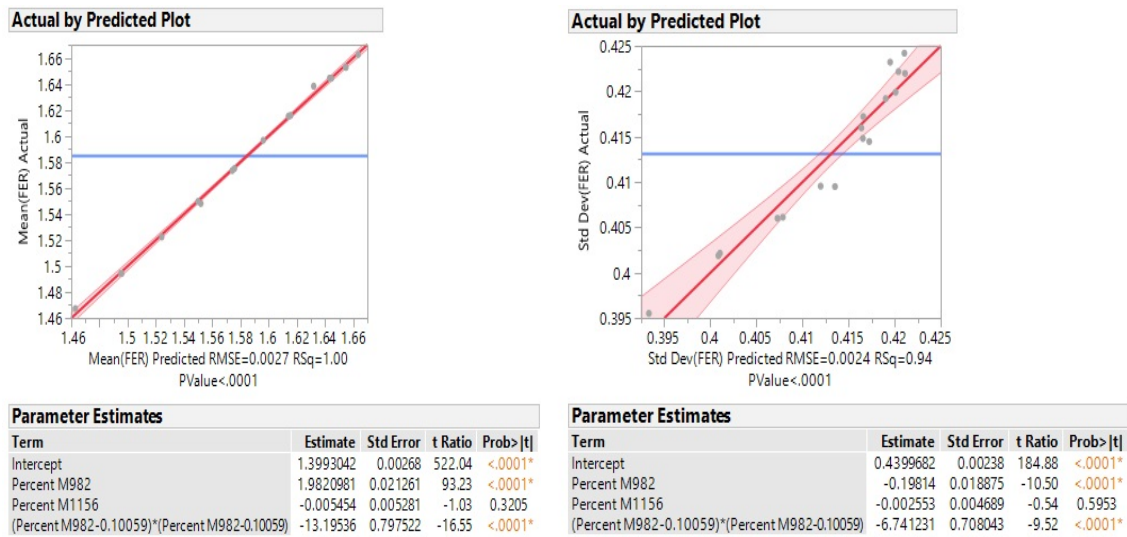 Actual by Predicted Plot
1.66
1.64
1.62
1.6
1.58
1.56
1.54
1.52
1.5
1.48
1.46
Mean(FER) Actual
1.46 1.5 1.52 1.54 1.56 1.58 1.6 1.62 1.64 1.66
Mean(FER) Predicted RMSE=0.0027 RSq=1.00
PValue<.0001
Actual by Predicted Plot
0.425
0.42
0.415
0.41
0.405
0.4
0.395
Std Dev(FER) Actual
0.395 0.4 0.405 0.41 0.415 0.42 0.425
Std Dev(FER) Predicted RMSE=0.0024 RSq=0.94
PValue<.0001
Parameter Estimates
Term Estimate Std Error t Ratio Prob>|t|
Intercept 1.3993042 0.00268 522.04 <.0001*
Percent M982 1.9820981 0.021261 93.23 <.0001*
Percent M1156 -0.005454 0.005281 -1.03 0.3205
(Percent M982-0.10059)*(Percent M982-0.10059) -13.19536 0.797522 -16.55 <.0001*
Parameter Estimates
Term Estimate Std Error t Ratio Prob>|t|
Intercept 0.4399682 0.00238 184.88 <.0001*
Percent M982 -0.19814 0.018875 -10.50 <.0001*
Percent M1156 -0.002553 0.004689 -0.54 0.5953
(Percent M982-0.10059)*(Percent M982-0.10059) -6.741231 0.708043 -9.52 <.0001*